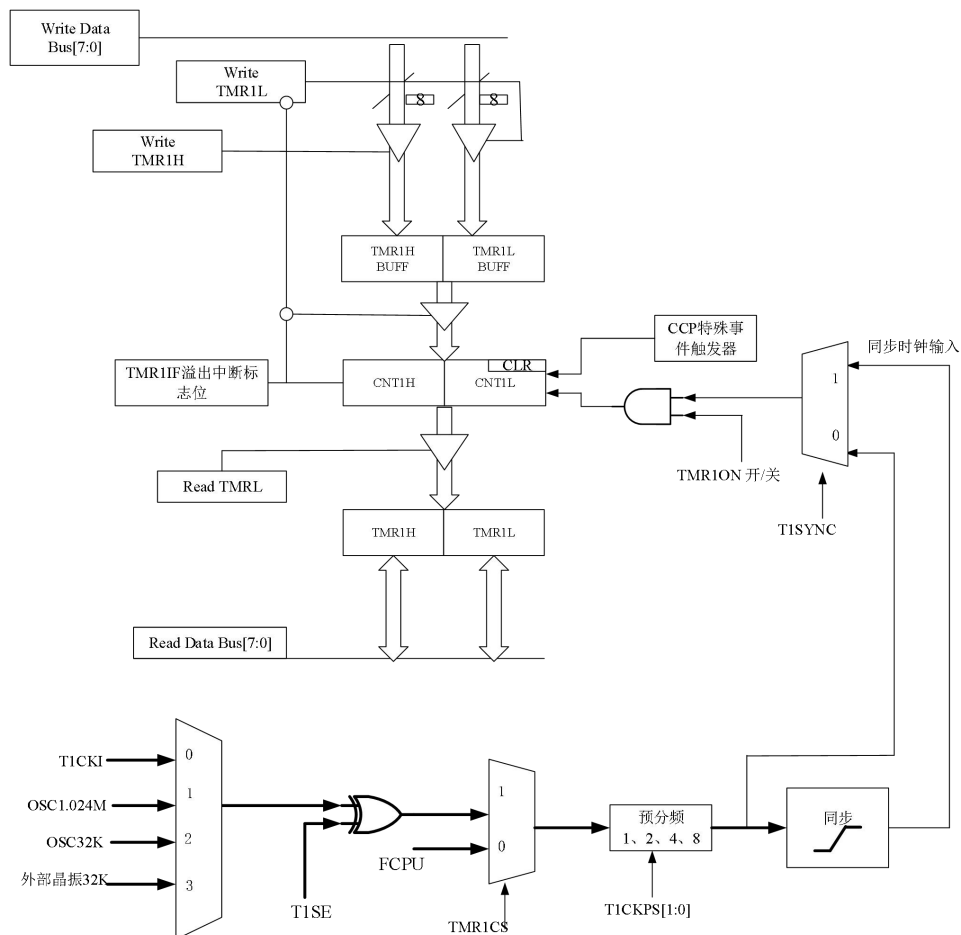 Write Data
Bus[7:0]
Write
TMR1L
8
8
Write
TMR1H
TMR1H
BUFF
TMR1L
BUFF
CCP特殊事
件触发器
同步时钟输入
CLR
TMR1IF溢出中断标
志位
CNT1H
CNT1L
1
0
TMR1ON 开/关
Read TMRL
T1SYNC
TMR1H
TMR1L
Read Data Bus[7:0]
T1CKI
0
OSC1.024M
1
OSC32K
2
外部晶振32K
3
T1SE
1
0
FCPU
TMR1CS
预分频
1、2、4、8
T1CKPS[1:0]
同步